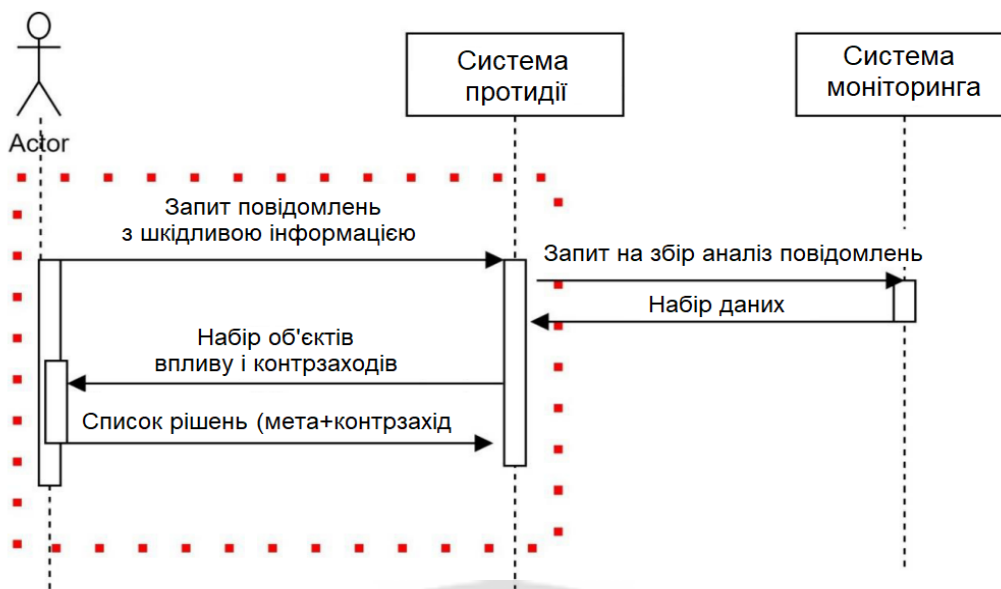 Система
протидії
Система
моніторинга
Actor
Запит повідомлень
з шкідливою інформацією
Запит на збір аналіз повідомлень
Набір даних
Набір об'єктів
впливу і контрзаходів
Список рішень (мета+контрзахід